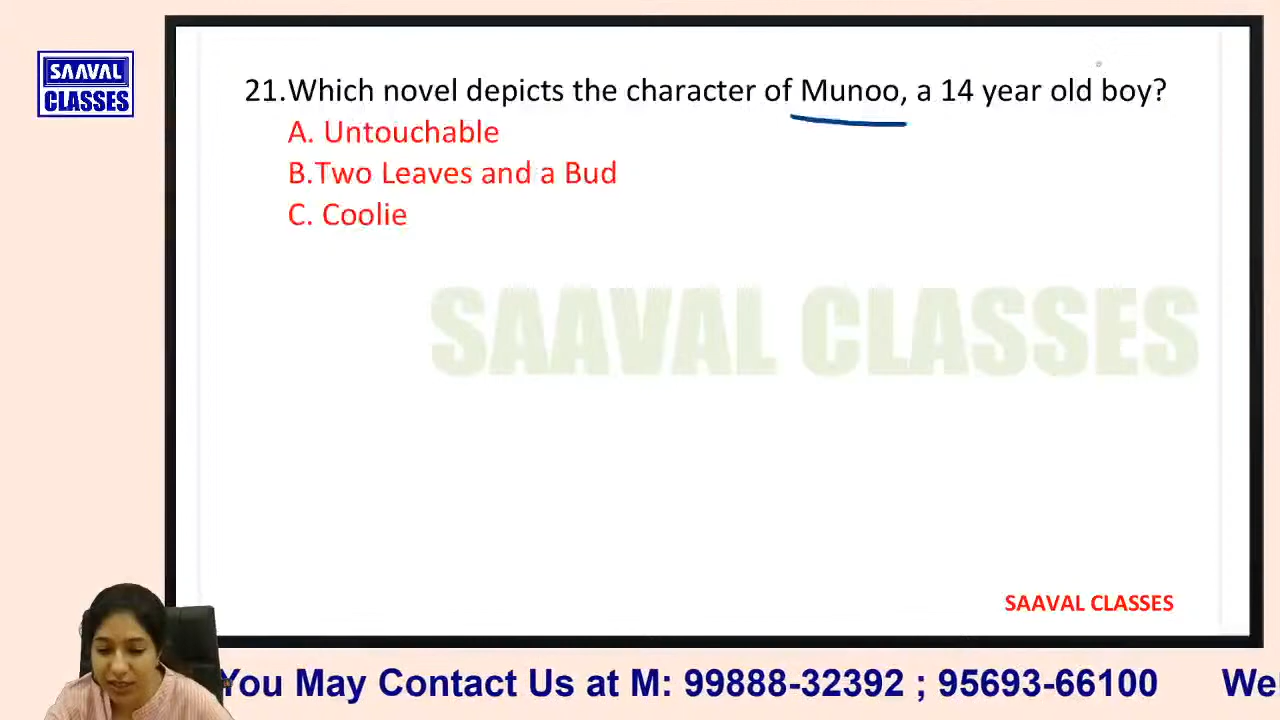 SAAVAL
CLASSES
21.Which novel depicts the character of Munoo, a 14 year old boy?
A. Untouchable
B.Two Leaves and a Bud
C. Coolie
SAAVAL CLASSES
SAAVAL CLASSES
You May Contact Us at M: 99888-32392 ; 95693-66100